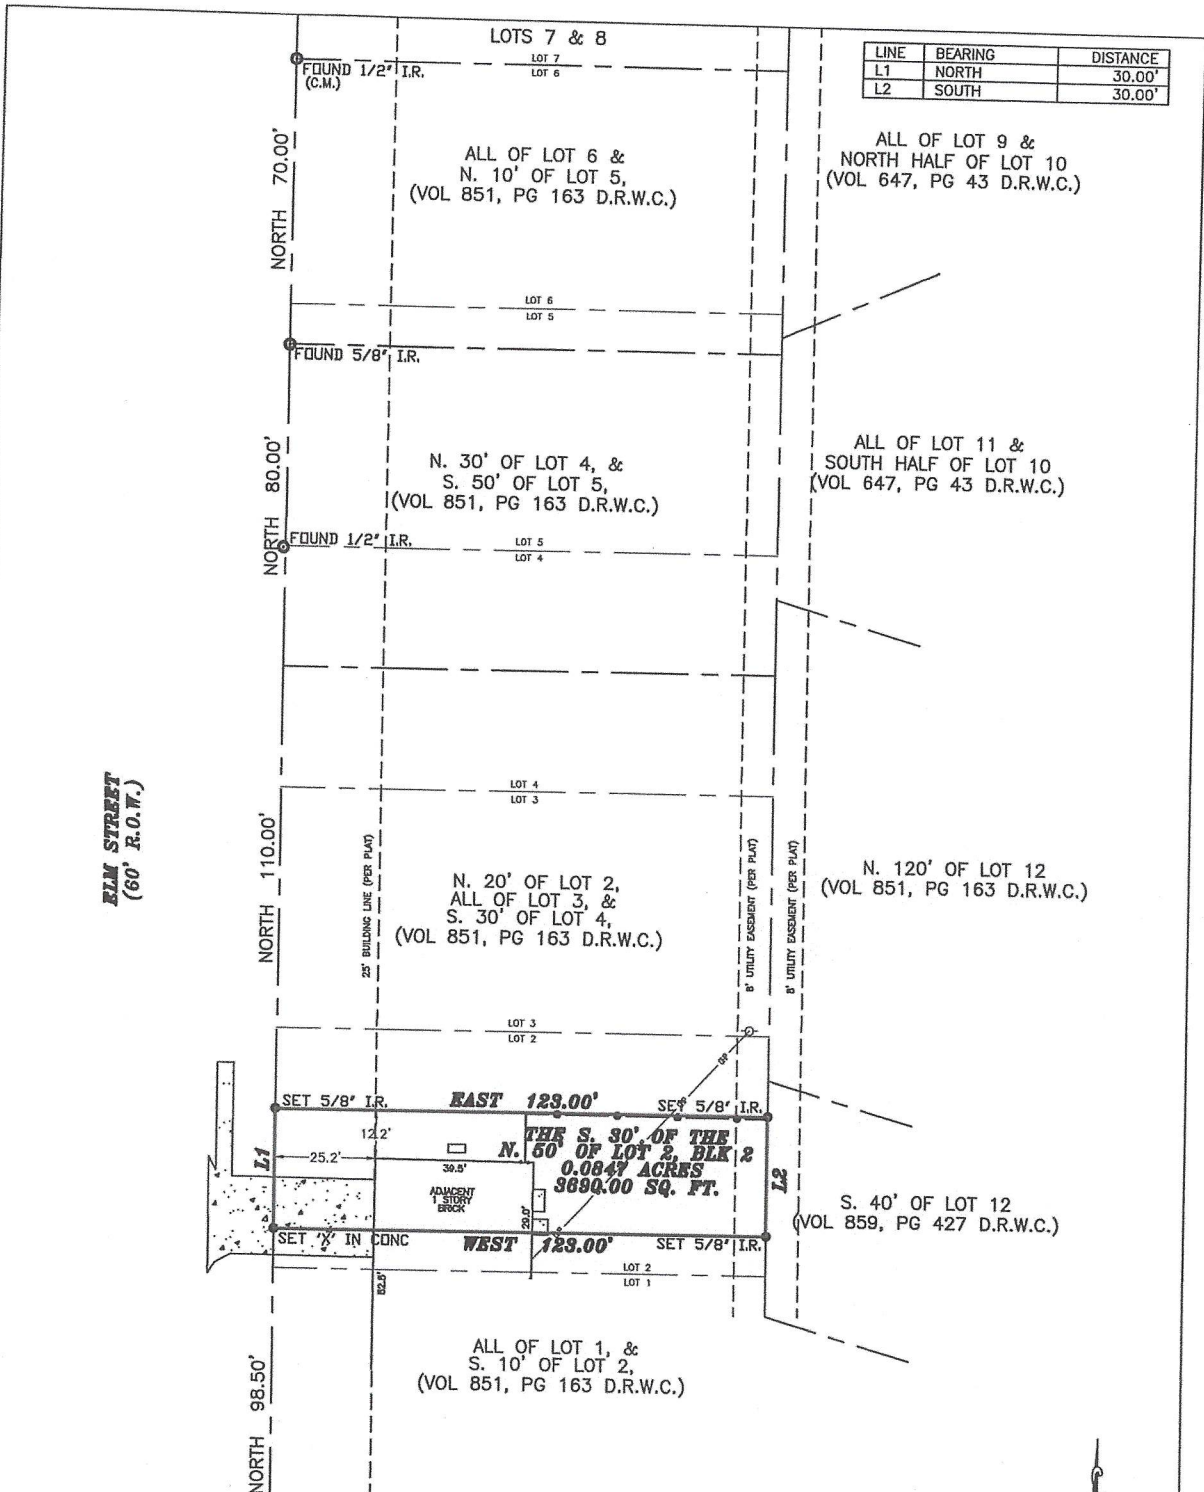 LOTS 7 & 8
LOT 7
LOT 6
FOUND 1/2" I.R.
(C.M.)
LINE BEARING DISTANCE
L1 NORTH 30.00'
L2 SOUTH 30.00'
NORTH 70.00'
ALL OF LOT 6 &
N. 10' OF LOT 5,
(VOL 851, PG 163 D.R.W.C.)
ALL OF LOT 9 &
NORTH HALF OF LOT 10
(VOL 647, PG 43 D.R.W.C.)
LOT 6
LOT 5
FOUND 5/8" I.R.
NORTH 80.00'
N. 30' OF LOT 4, &
S. 50' OF LOT 5,
(VOL 851, PG 163 D.R.W.C.)
ALL OF LOT 11 &
SOUTH HALF OF LOT 10
(VOL 647, PG 43 D.R.W.C.)
FOUND 1/2" I.R.
LOT 5
LOT 4
ELM STREET
(60' R.O.W.)
LOT 4
LOT 3
NORTH 110.00'
25' BUILDING LINE (PER PLAT)
N. 20' OF LOT 2,
ALL OF LOT 3, &
S. 30' OF LOT 4,
(VOL 851, PG 163 D.R.W.C.)
8' UTILITY EASEMENT (PER PLAT)
8' UTILITY EASEMENT (PER PLAT)
N. 120' OF LOT 12
(VOL 851, PG 163 D.R.W.C.)
LOT 3
LOT 2
OP
SET 5/8" I.R.
EAST 123.00'
SET 5/8" I.R.
12.2'
L1
25.2'
39.5'
ADJACENT
1 STORY
BRICK
29.0'
THE S. 30' OF THE
N. 50' OF LOT 2, BLK 2
0.0847 ACRES
3690.00 SQ. FT.
L2
S. 40' OF LOT 12
(VOL 859, PG 427 D.R.W.C.)
SET 'X' IN CONC
WEST 123.00'
SET 5/8" I.R.
LOT 2
LOT 1
52.5'
ALL OF LOT 1, &
S. 10' OF LOT 2,
(VOL 851, PG 163 D.R.W.C.)
NORTH 98.50'